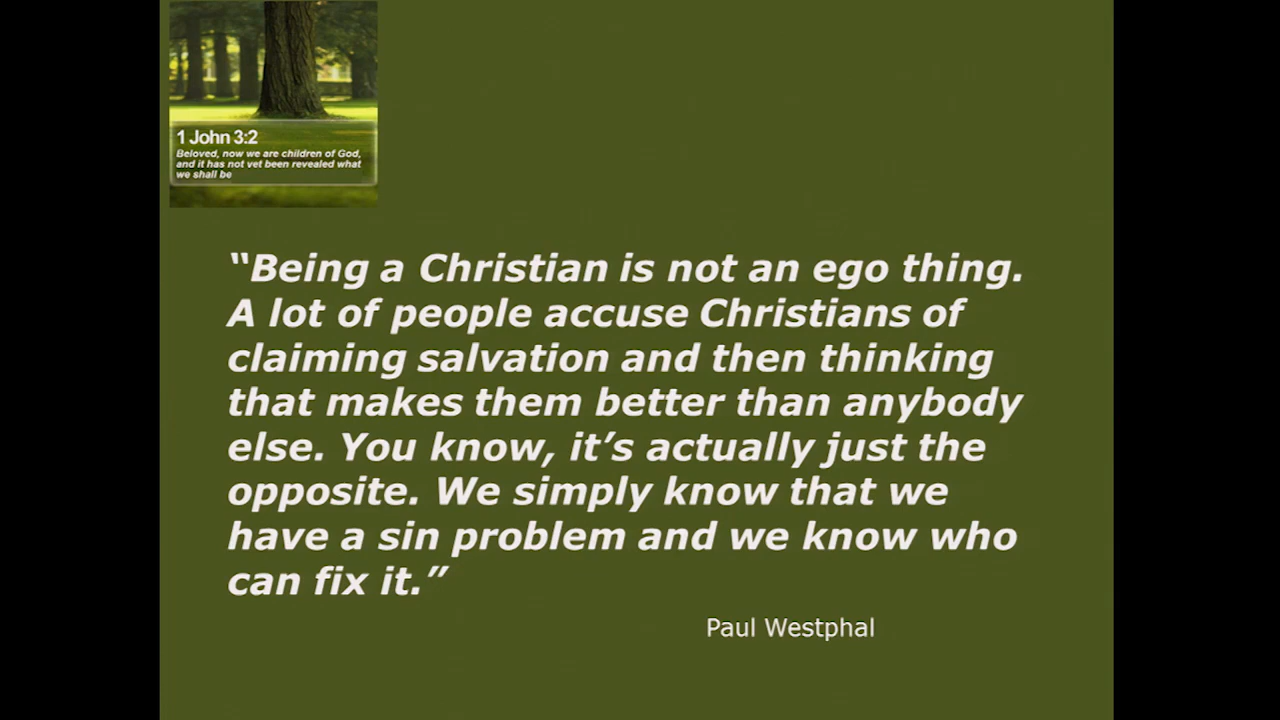 1 John 3:2
Beloved, now we are children of God,
and it has not yet been revealed what
we shall be
“Being a Christian is not an ego thing.
A lot of people accuse Christians of
claiming salvation and then thinking
that makes them better than anybody
else. You know, it’s actually just the
opposite. We simply know that we
have a sin problem and we know who
can fix it.”
Paul Westphal